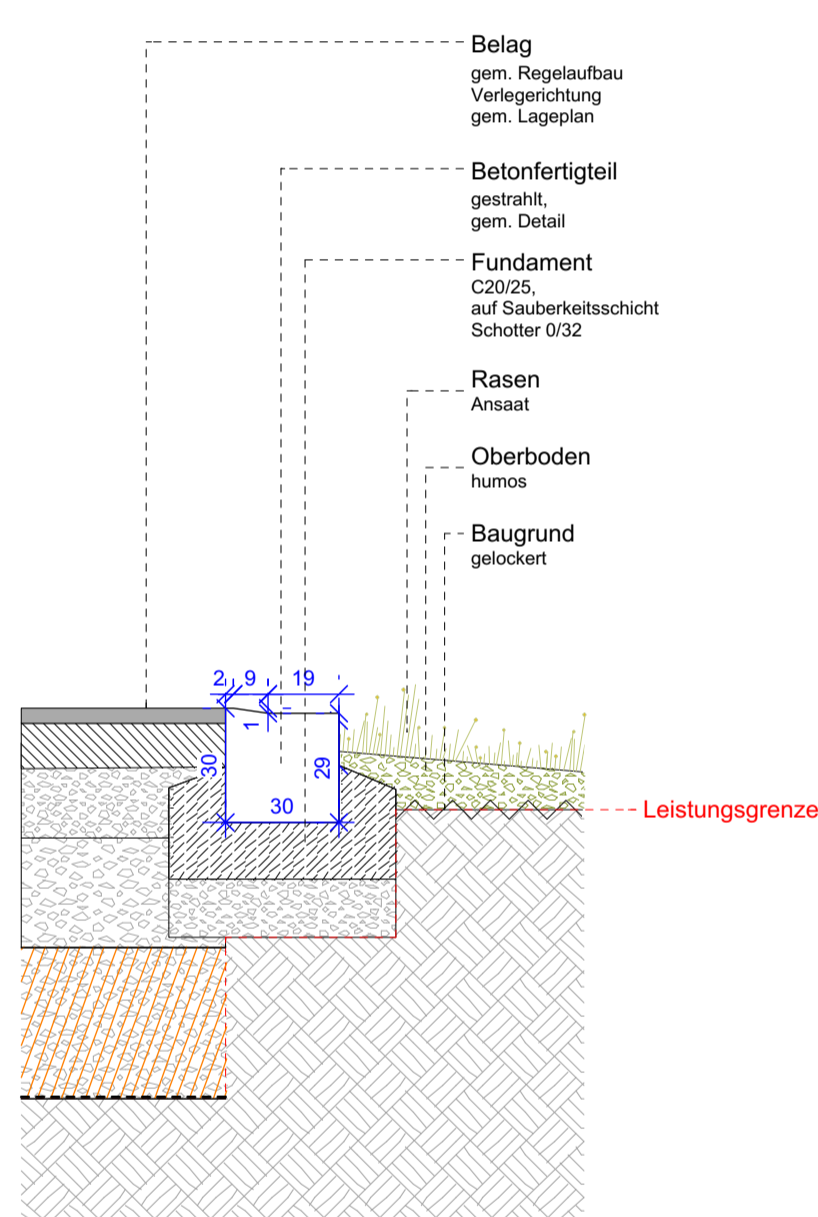 Belag
gem. Regelaufbau
Verlegerichtung
gem. Lageplan
Betonfertigteil
gestrahlt,
gem. Detail
Fundament
C20/25,
auf Sauberkeitsschicht
Schotter 0/32
Rasen
Ansaat
Oberboden
humos
Baugrund
gelockert
2 9 19
1
30
29
30
Leistungsgrenze